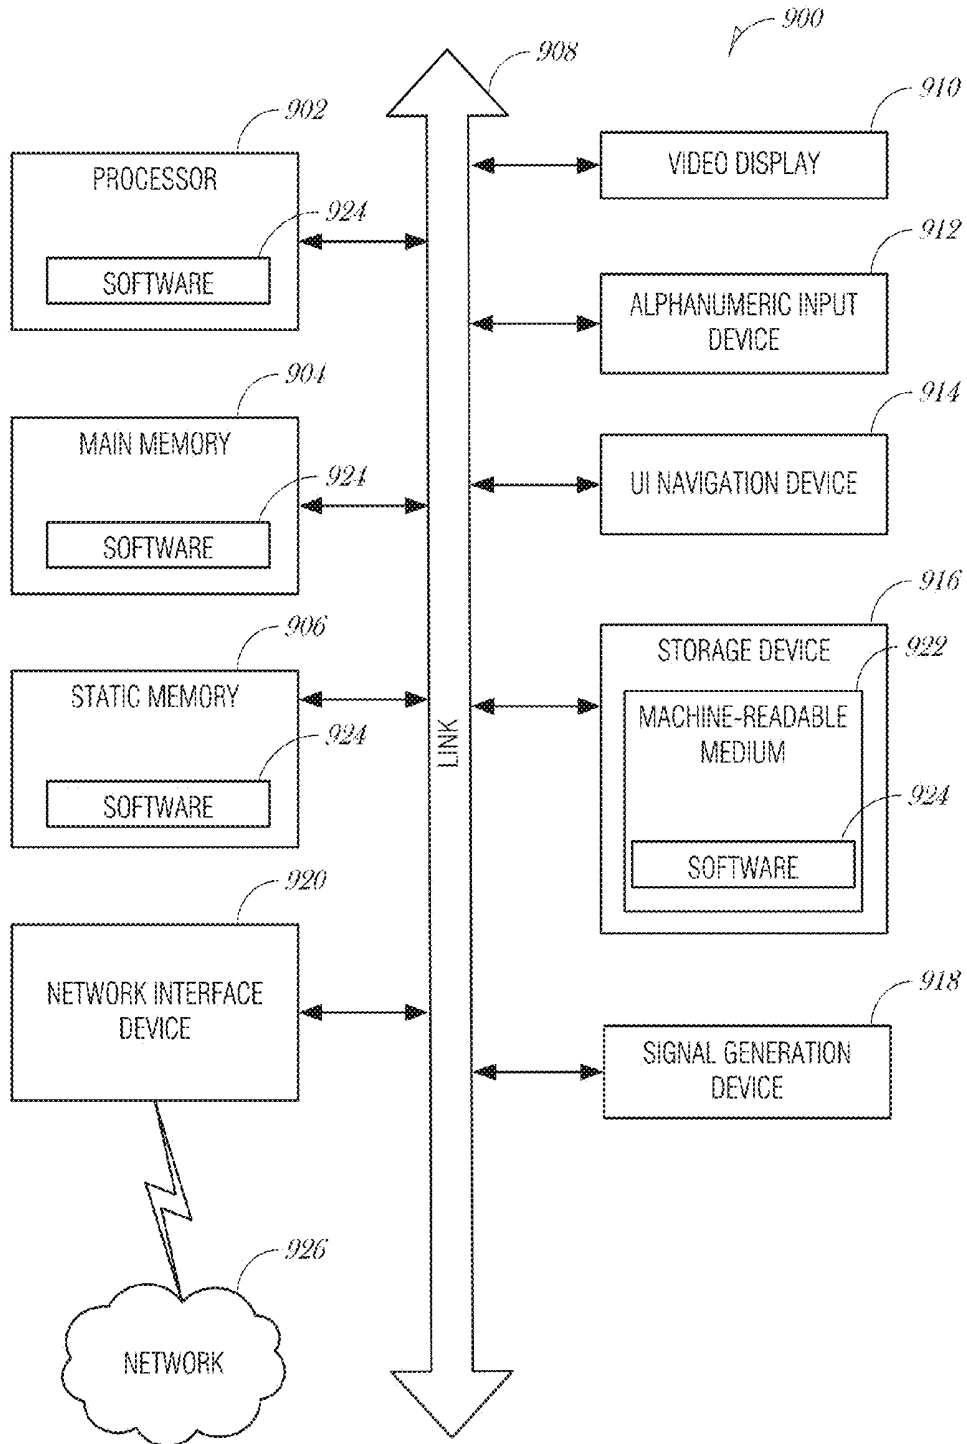 900
908
902
PROCESSOR
924
SOFTWARE
904
MAIN MEMORY
924
SOFTWARE
906
STATIC MEMORY
924
SOFTWARE
920
NETWORK INTERFACE
DEVICE
926
NETWORK
LINK
910
VIDEO DISPLAY
912
ALPHANUMERIC INPUT
DEVICE
914
UI NAVIGATION DEVICE
916
STORAGE DEVICE
922
MACHINE-READABLE
MEDIUM
924
SOFTWARE
918
SIGNAL GENERATION
DEVICE